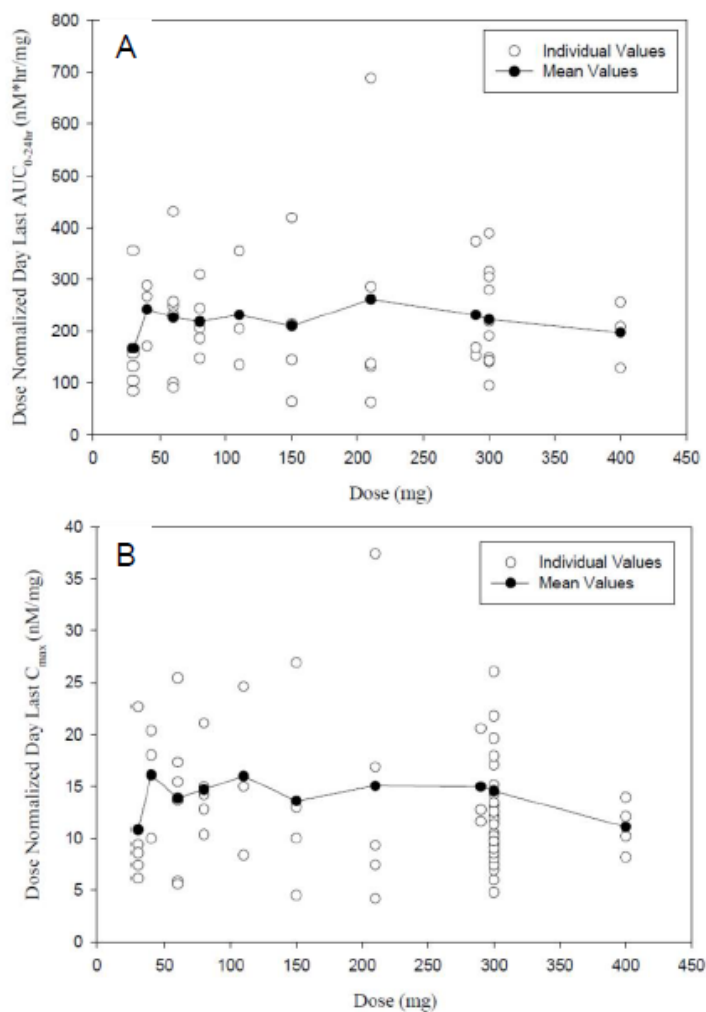 A
Individual Values
Mean Values
800
700
600
500
400
300
200
100
0
Dose Normalized Day Last AUC0-24hr (nM*hr/mg)
0 50 100 150 200 250 300 350 400 450
Dose (mg)
B
Individual Values
Mean Values
40
35
30
25
20
15
10
5
0
Dose Normalized Day Last Cmax (nM/mg)
0 50 100 150 200 250 300 350 400 450
Dose (mg)